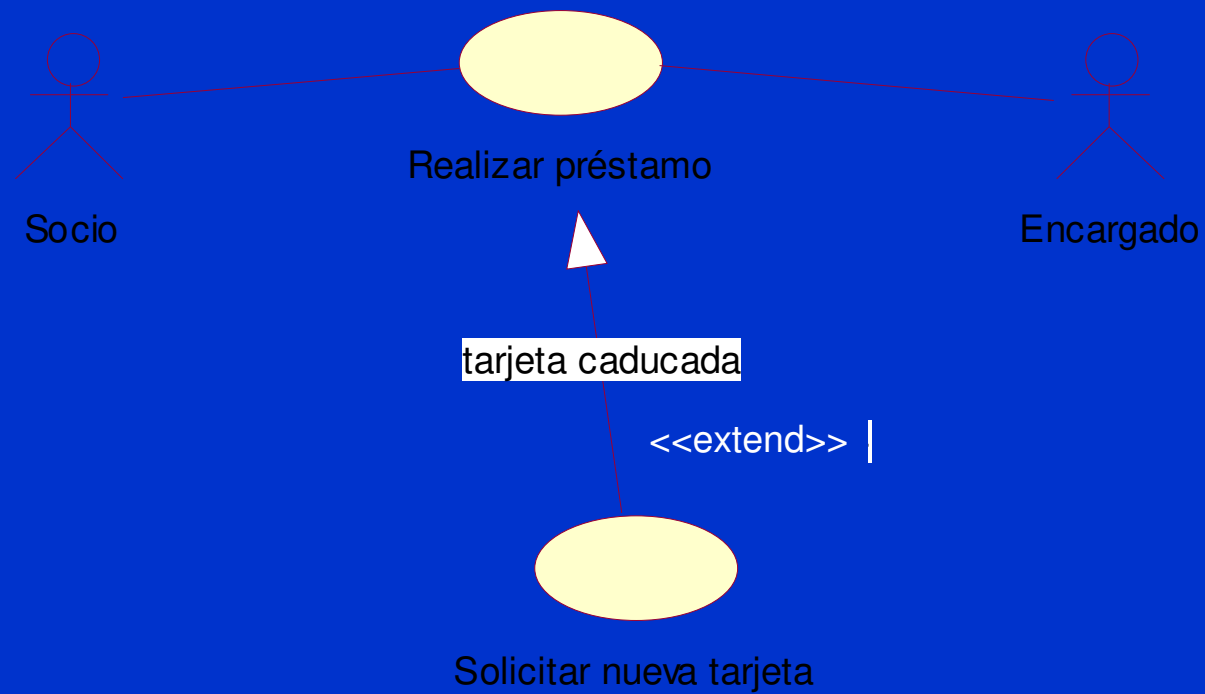 Realizar préstamo
Socio
Encargado
tarjeta caducada
<<extend>>
Solicitar nueva tarjeta